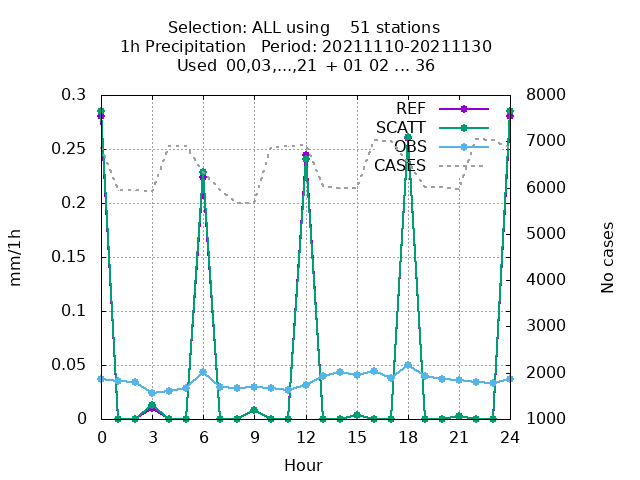 Selection: ALL using    51 stations
1h Precipitation   Period: 20211110-20211130
Used  00,03,...,21  + 01 02 ... 36
0.3
0.25
0.2
0.15
0.1
0.05
0
8000
7000
6000
5000
4000
3000
2000
1000
REF
SCATT
OBS
CASES
mm/1h
No cases
0 3 6 9 12 15 18 21 24
Hour